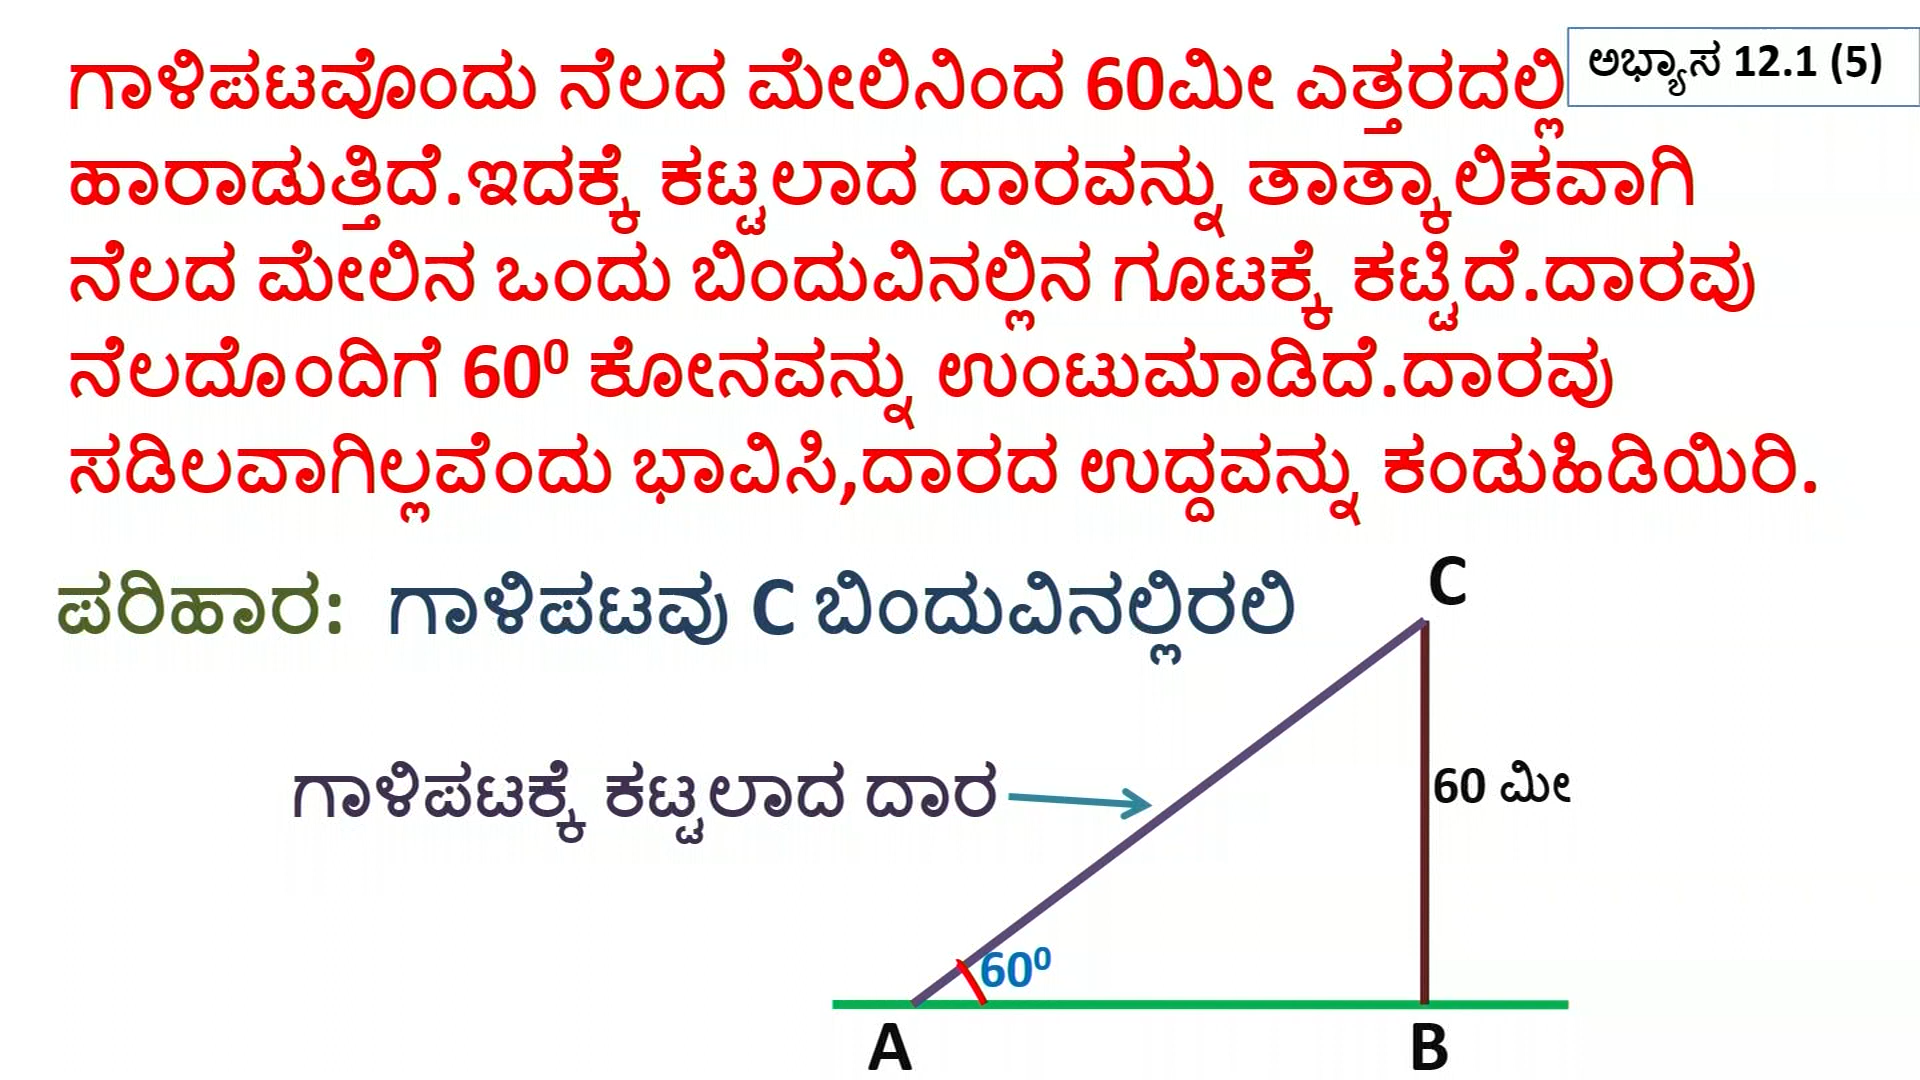 ಗಾಳಿಪಟವೊಂದು ನೆಲದ ಮೇಲಿನಿಂದ 60ಮೀ ಎತ್ತರದಲ್ಲಿ
ಅಭ್ಯಾಸ 12.1 (5)
ಹಾರಾಡುತ್ತಿದೆ.ಇದಕ್ಕೆ ಕಟ್ಟಲಾದ ದಾರವನ್ನು ತಾತ್ಕಾಲಿಕವಾಗಿ
ನೆಲದ ಮೇಲಿನ ಒಂದು ಬಿಂದುವಿನಲ್ಲಿನ ಗೂಟಕ್ಕೆ ಕಟ್ಟಿದೆ.ದಾರವು
ನೆಲದೊಂದಿಗೆ 60⁰ ಕೋನವನ್ನು ಉಂಟುಮಾಡಿದೆ.ದಾರವು
ಸಡಿಲವಾಗಿಲ್ಲವೆಂದು ಭಾವಿಸಿ,ದಾರದ ಉದ್ದವನ್ನು ಕಂಡುಹಿಡಿಯಿರಿ.
ಪರಿಹಾರ: ಗಾಳಿಪಟವು C ಬಿಂದುವಿನಲ್ಲಿರಲಿ
C
ಗಾಳಿಪಟಕ್ಕೆ ಕಟ್ಟಲಾದ ದಾರ
60 ಮೀ
60⁰
A
B